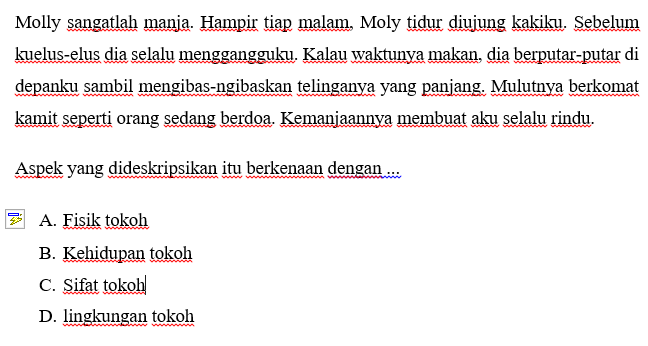 Molly sangatlah manja. Hampir tiap malam, Moly tidur diujung kakiku. Sebelum
kuelus-elus dia selalu menggangguku. Kalau waktunya makan, dia berputar-putar di
depanku sambil mengibas-ngibaskan telinganya yang panjang. Mulutnya berkomat
kamit seperti orang sedang berdoa. Kemanjaannya membuat aku selalu rindu.
Aspek yang dideskripsikan itu berkenaan dengan ...
A. Fisik tokoh
B. Kehidupan tokoh
C. Sifat tokoh
D. lingkungan tokoh